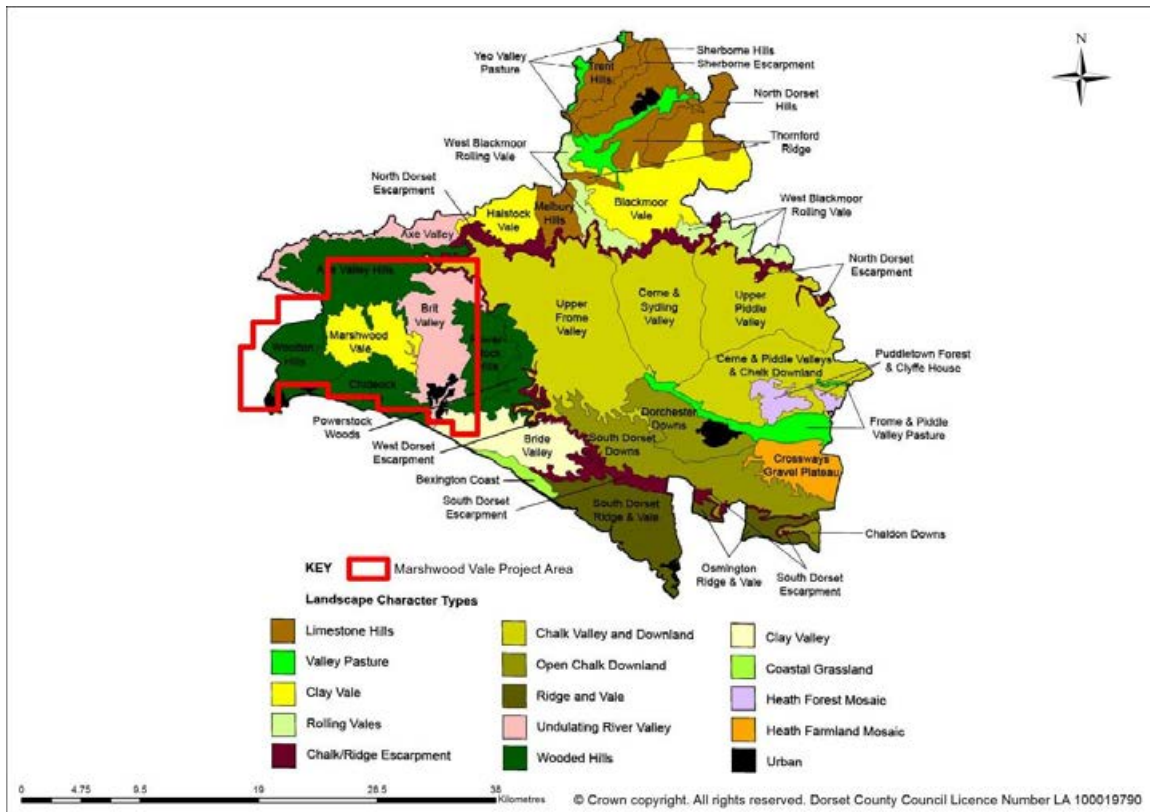 N
Yeo Valley
Pasture
Sherborne Hills
Sherborne Escarpment
Trent
Hills
North Dorset
Hills
Thornford
Ridge
West Blackmoor
Rolling Vale
North Dorset
Escarpment
Halstock
Vale
Melbury
Hills
Blackmoor
Vale
West Blackmoor
Rolling Vale
Axe Valley
Axe Valley Hills
North Dorset
Escarpment
Brit
Valley
Upper
Frome
Valley
Cerne &
Sydling
Valley
Upper
Piddle
Valley
Marshwood
Vale
Wootton
Hills
Chideock
Cerne & Piddle Valleys
& Chalk Downland
Puddletown Forest
& Clyffe House
Powerstock
Woods
Dorchester
Downs
Frome & Piddle
Valley Pasture
West Dorset
Escarpment
Bride
Valley
South Dorset
Downs
Crossways
Gravel Plateau
Bexington Coast
South Dorset
Escarpment
South Dorset
Ridge & Vale
Chaldon Downs
Osmington
Ridge & Vale
South Dorset
Escarpment
KEY Marshwood Vale Project Area
Landscape Character Types
Limestone Hills
Valley Pasture
Clay Vale
Rolling Vales
Chalk/Ridge Escarpment
Chalk Valley and Downland
Open Chalk Downland
Ridge and Vale
Undulating River Valley
Wooded Hills
Clay Valley
Coastal Grassland
Heath Forest Mosaic
Heath Farmland Mosaic
Urban
0 4.75 9.5 19 28.5 38
Kilometres
© Crown copyright. All rights reserved. Dorset County Council Licence Number LA 100019790